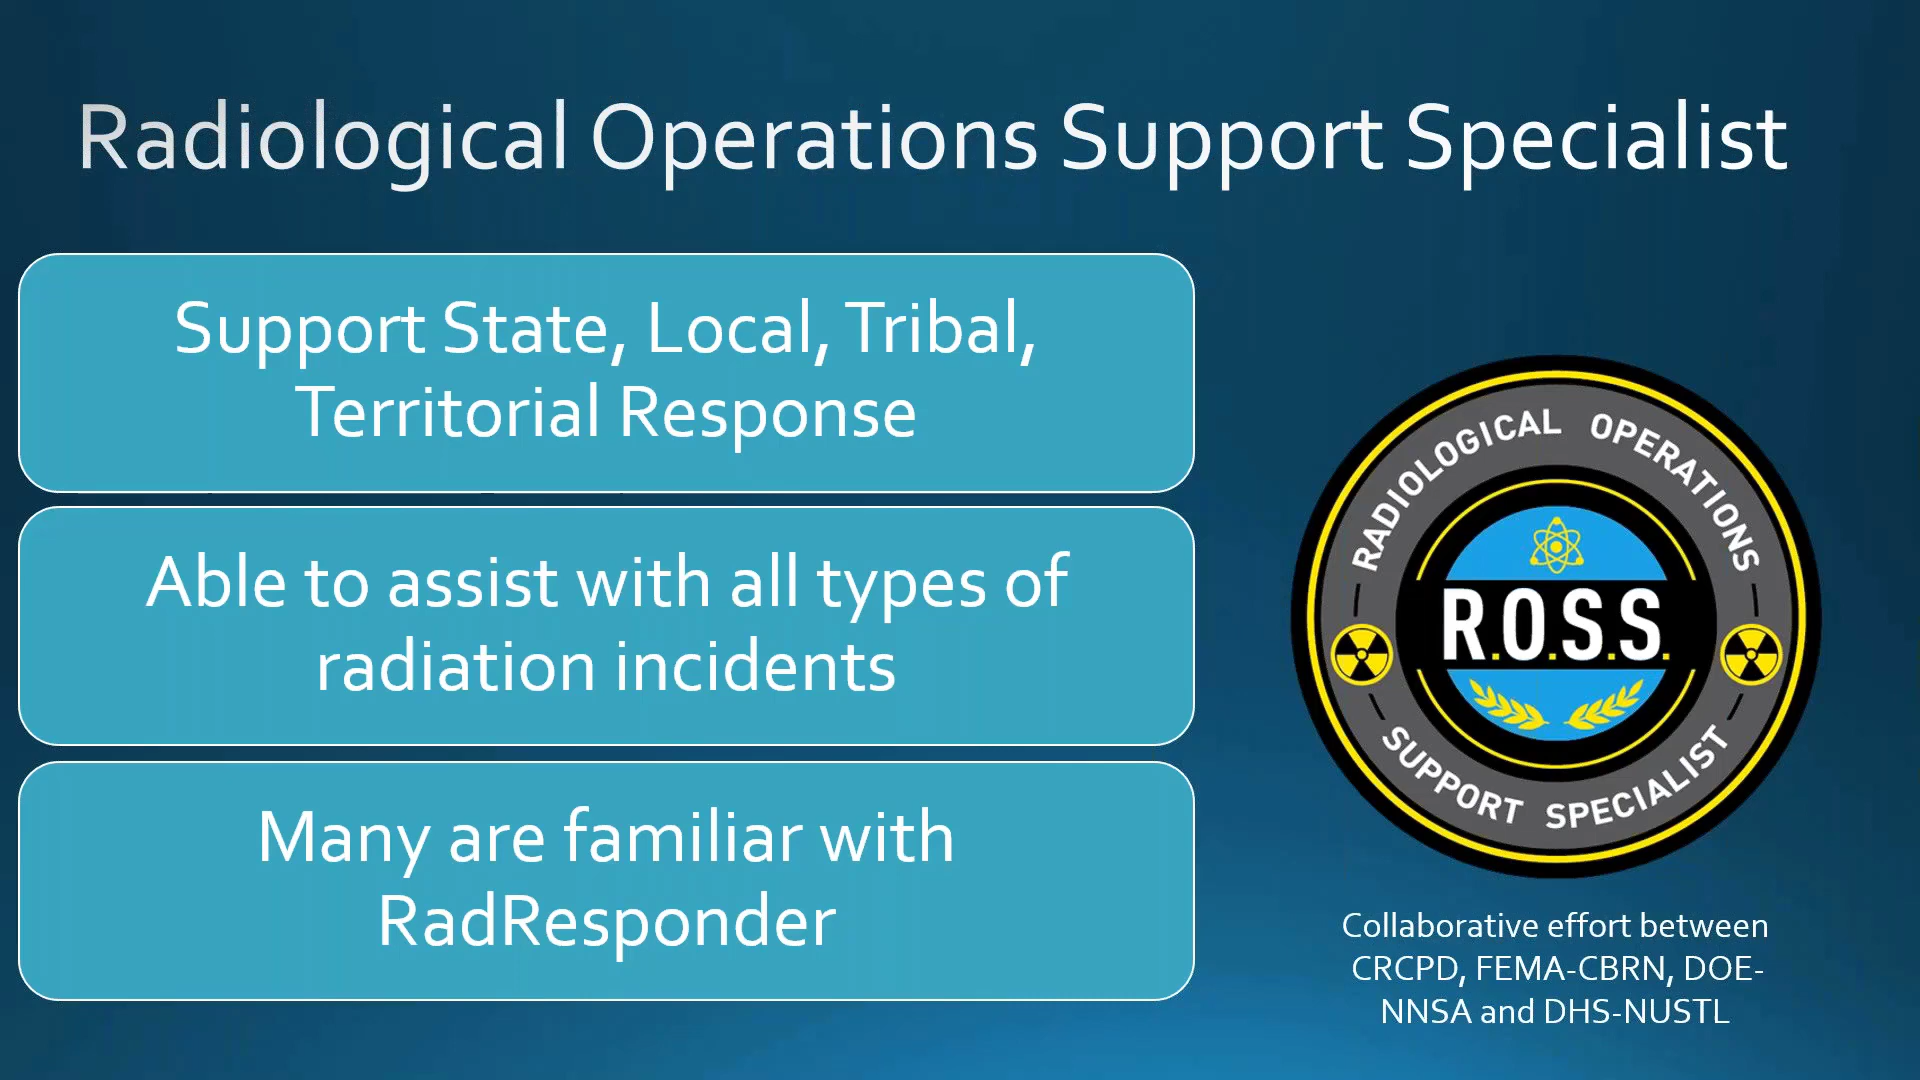 Radiological Operations Support Specialist
Support State, Local, Tribal,
Territorial Response
Able to assist with all types of
radiation incidents
Many are familiar with
RadResponder
RADIOLOGICAL OPERATIONS
R.O.S.S.
SUPPORT SPECIALIST
Collaborative effort between
CRCPD, FEMA-CBRN, DOE-
NNSA and DHS-NUSTL